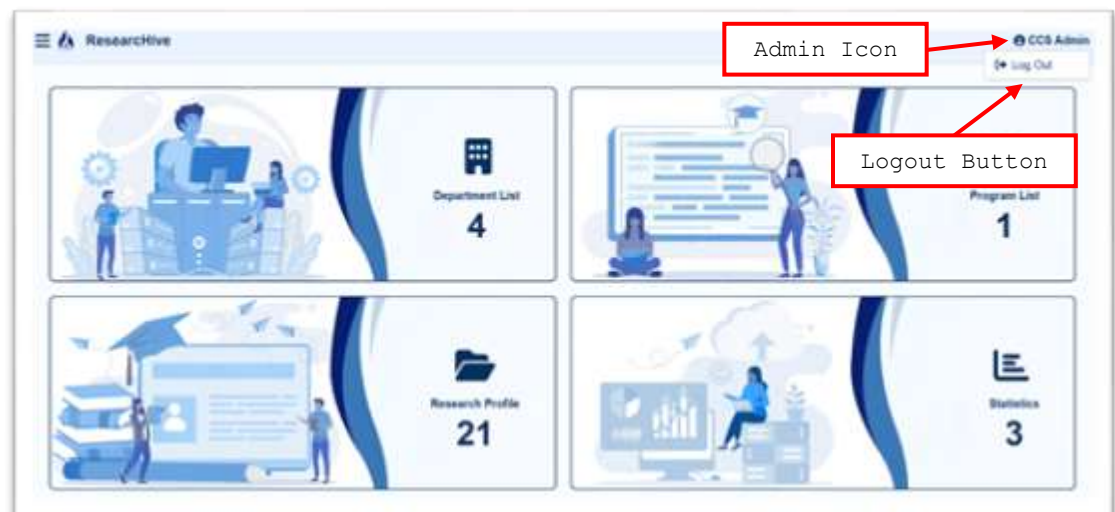 ResearcHive
Admin Icon
CCS Admin
Log Out
Logout Button
Department List
4
Program List
1
Research Profile
21
Statistics
3